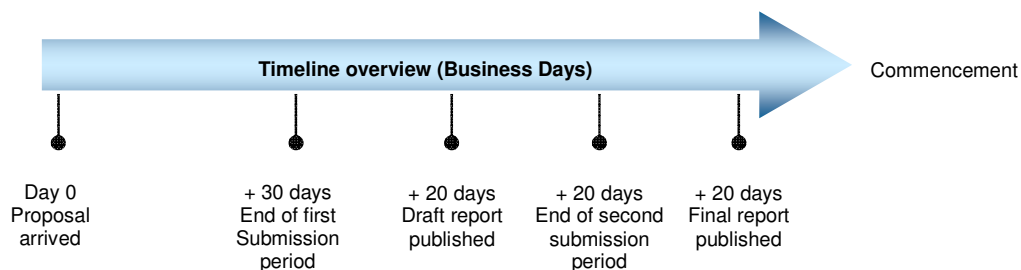 Timeline overview (Business Days)
Commencement
Day 0
Proposal
arrived
+ 30 days
End of first
Submission
period
+ 20 days
Draft report
published
+ 20 days
End of second
submission
period
+ 20 days
Final report
published